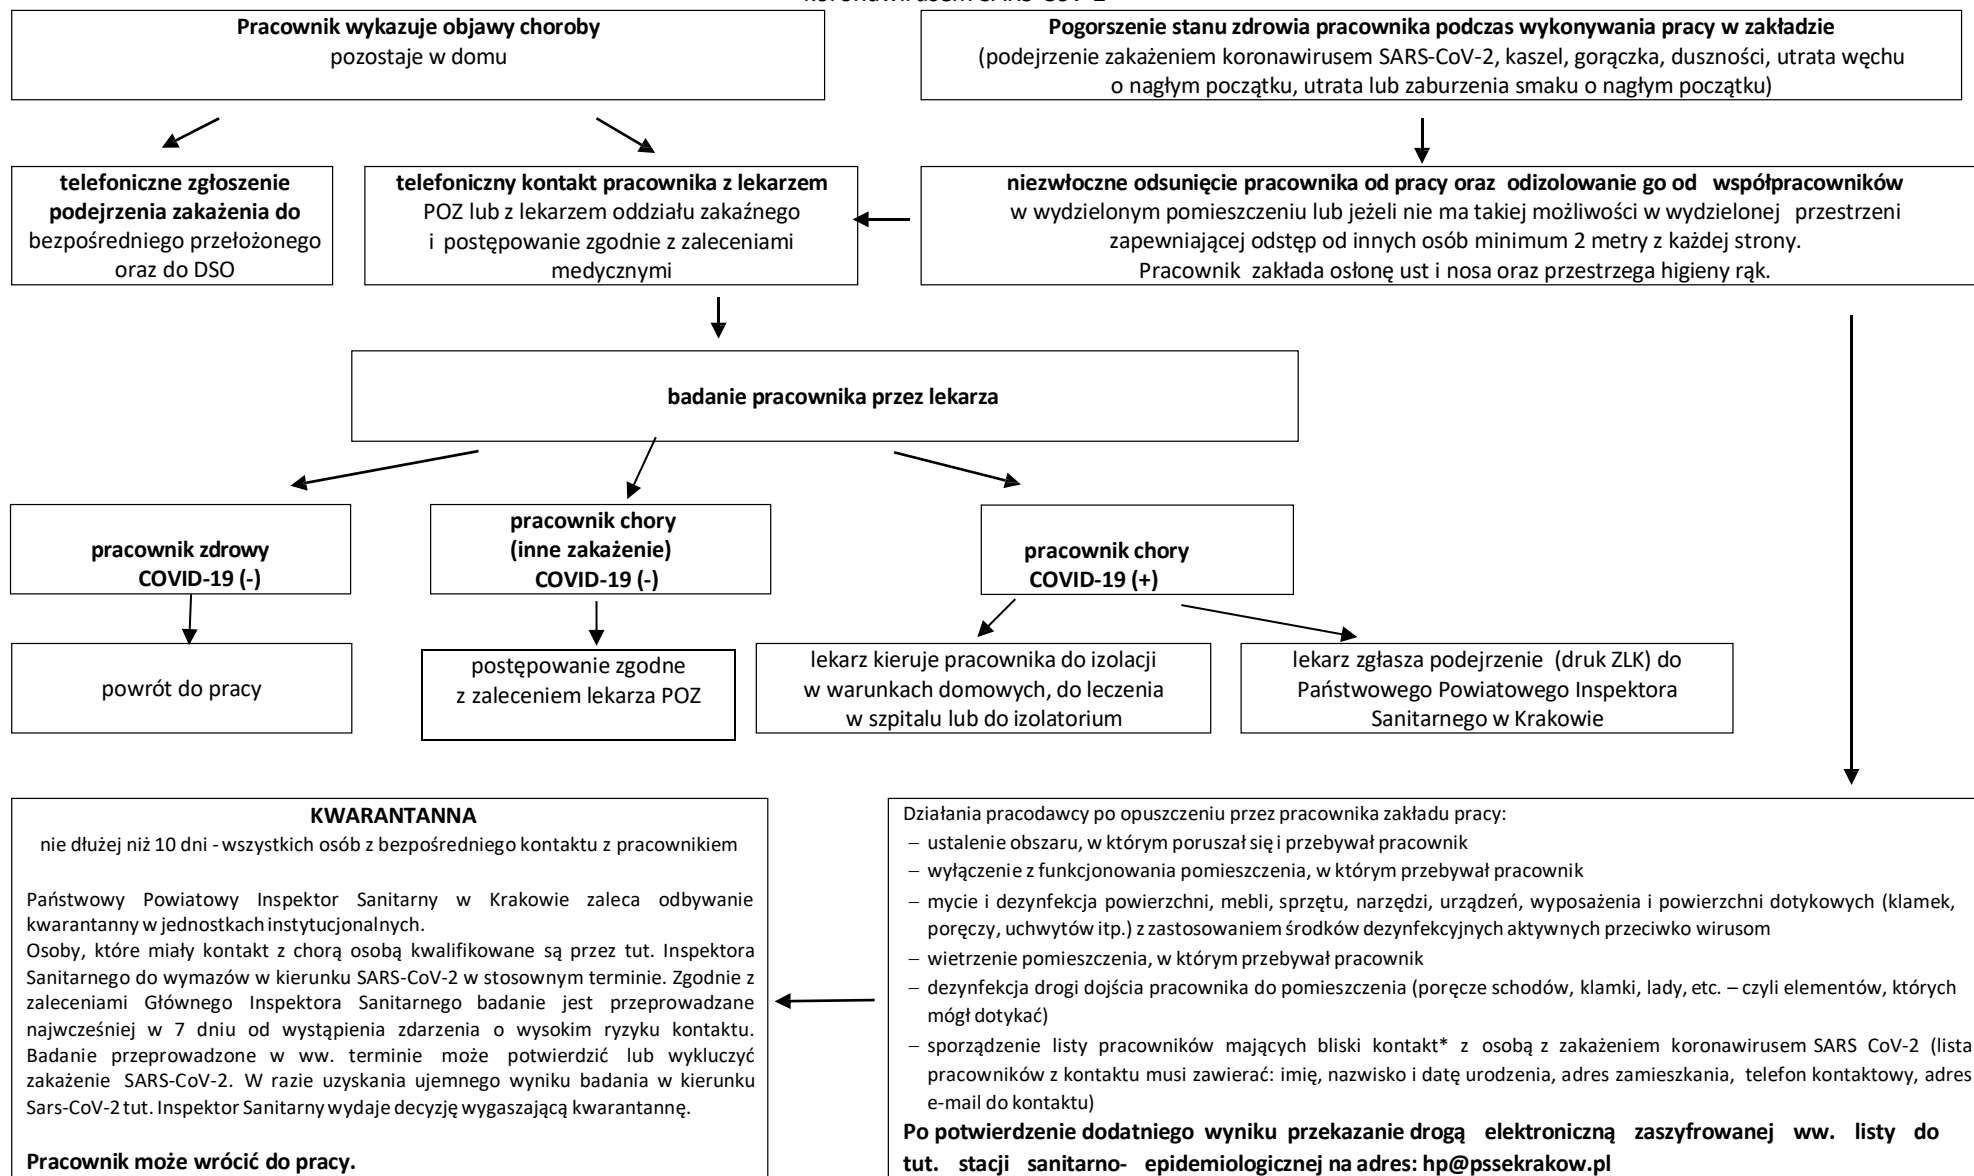 koronawirusem SARS-CoV-2
Pracownik wykazuje objawy choroby
pozostaje w domu
Pogorszenie stanu zdrowia pracownika podczas wykonywania pracy w zakładzie
(podejrzenie zakażeniem koronawirusem SARS-CoV-2, kaszel, gorączka, duszności, utrata węchu
o nagłym początku, utrata lub zaburzenia smaku o nagłym początku)
telefoniczne zgłoszenie
podejrzenia zakażenia do
bezpośredniego przełożonego
oraz do DSO
telefoniczny kontakt pracownika z lekarzem
POZ lub z lekarzem oddziału zakaźnego
i postępowanie zgodnie z zaleceniami
medycznymi
niezwłoczne odsunięcie pracownika od pracy oraz odizolowanie go od współpracowników
w wydzielonym pomieszczeniu lub jeżeli nie ma takiej możliwości w wydzielonej przestrzeni
zapewniającej odstęp od innych osób minimum 2 metry z każdej strony.
Pracownik zakłada osłonę ust i nosa oraz przestrzega higieny rąk.
badanie pracownika przez lekarza
pracownik zdrowy
COVID-19 (-)
pracownik chory
(inne zakażenie)
COVID-19 (-)
pracownik chory
COVID-19 (+)
powrót do pracy
postępowanie zgodne
z zaleceniem lekarza POZ
lekarz kieruje pracownika do izolacji
w warunkach domowych, do leczenia
w szpitalu lub do izolatorium
lekarz zgłasza podejrzenie (druk ZLK) do
Państwowego Powiatowego Inspektora
Sanitarnego w Krakowie
KWARANTANNA
nie dłużej niż 10 dni - wszystkich osób z bezpośredniego kontaktu z pracownikiem
Państwowy Powiatowy Inspektor Sanitarny w Krakowie zaleca odbywanie
kwarantanny w jednostkach instytucjonalnych.
Osoby, które miały kontakt z chorą osobą kwalifikowane są przez tut. Inspektora
Sanitarnego do wymazów w kierunku SARS-CoV-2 w stosownym terminie. Zgodnie z
zaleceniami Głównego Inspektora Sanitarnego badanie jest przeprowadzane
najwcześniej w 7 dniu od wystąpienia zdarzenia o wysokim ryzyku kontaktu.
Badanie przeprowadzone w ww. terminie może potwierdzić lub wykluczyć
zakażenie SARS-CoV-2. W razie uzyskania ujemnego wyniku badania w kierunku
Sars-CoV-2 tut. Inspektor Sanitarny wydaje decyzję wygaszającą kwarantannę.
Pracownik może wrócić do pracy.
Działania pracodawcy po opuszczeniu przez pracownika zakładu pracy:
− ustalenie obszaru, w którym poruszał się i przebywał pracownik
− wyłączenie z funkcjonowania pomieszczenia, w którym przebywał pracownik
− mycie i dezynfekcja powierzchni, mebli, sprzętu, narzędzi, urządzeń, wyposażenia i powierzchni dotykowych (klamek,
poręczy, uchwytów itp.) z zastosowaniem środków dezynfekcyjnych aktywnych przeciwko wirusom
− wietrzenie pomieszczenia, w którym przebywał pracownik
− dezynfekcja drogi dojścia pracownika do pomieszczenia (poręcze schodów, klamki, lady, etc. – czyli elementów, których
mógł dotykać)
− sporządzenie listy pracowników mających bliski kontakt* z osobą z zakażeniem koronawirusem SARS CoV-2 (lista
pracowników z kontaktu musi zawierać: imię, nazwisko i datę urodzenia, adres zamieszkania, telefon kontaktowy, adres
e-mail do kontaktu)
Po potwierdzenie dodatniego wyniku przekazanie drogą elektroniczną zaszyfrowanej ww. listy do
tut. stacji sanitarno- epidemiologicznej na adres: hp@pssekrakow.pl